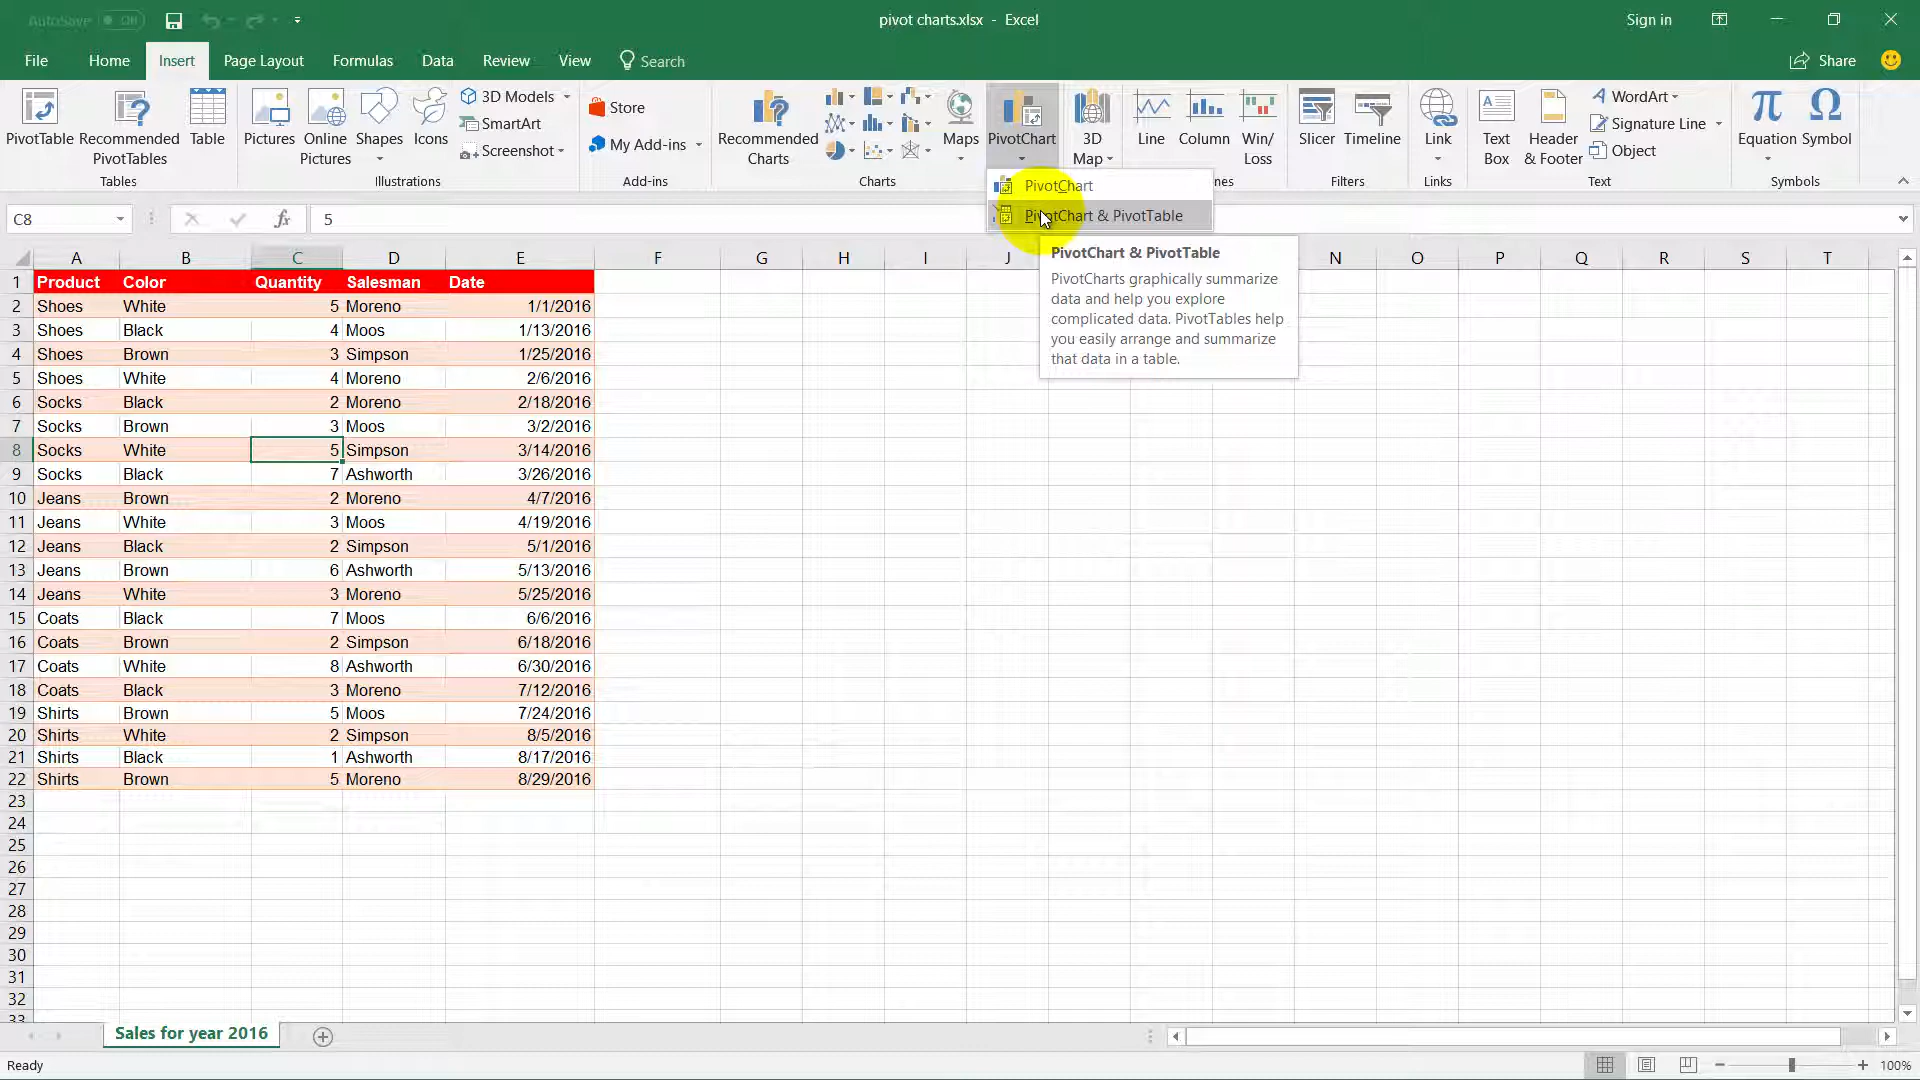 AutoSave Off
pivot charts.xlsx - Excel
Sign in
File Home Insert Page Layout Formulas Data Review View Search
Share
PivotTable Recommended PivotTables Table
Tables
Pictures Online Pictures Shapes Icons
3D Models
SmartArt
Screenshot
Illustrations
Store
My Add-ins
Add-ins
Recommended Charts
Maps PivotChart
Charts
3D Map
Line Column Win/Loss
nes
Slicer Timeline
Filters
Link
Links
Text Box Header & Footer
WordArt
Signature Line
Object
Text
Equation Symbol
Symbols
PivotChart
PivotChart & PivotTable
C8 fx 5
PivotChart & PivotTable
PivotCharts graphically summarize
data and help you explore
complicated data. PivotTables help
you easily arrange and summarize
that data in a table.
A B C D E F G H I J N O P Q R S T
1 Product Color Quantity Salesman Date
2 Shoes White 5 Moreno 1/1/2016
3 Shoes Black 4 Moos 1/13/2016
4 Shoes Brown 3 Simpson 1/25/2016
5 Shoes White 4 Moreno 2/6/2016
6 Socks Black 2 Moreno 2/18/2016
7 Socks Brown 3 Moos 3/2/2016
8 Socks White 5 Simpson 3/14/2016
9 Socks Black 7 Ashworth 3/26/2016
10 Jeans Brown 2 Moreno 4/7/2016
11 Jeans White 3 Moos 4/19/2016
12 Jeans Black 2 Simpson 5/1/2016
13 Jeans Brown 6 Ashworth 5/13/2016
14 Jeans White 3 Moreno 5/25/2016
15 Coats Black 7 Moos 6/6/2016
16 Coats Brown 2 Simpson 6/18/2016
17 Coats White 8 Ashworth 6/30/2016
18 Coats Black 3 Moreno 7/12/2016
19 Shirts Brown 5 Moos 7/24/2016
20 Shirts White 2 Simpson 8/5/2016
21 Shirts Black 1 Ashworth 8/17/2016
22 Shirts Brown 5 Moreno 8/29/2016
23
24
25
26
27
28
29
30
31
32
33
Sales for year 2016
Ready
100%